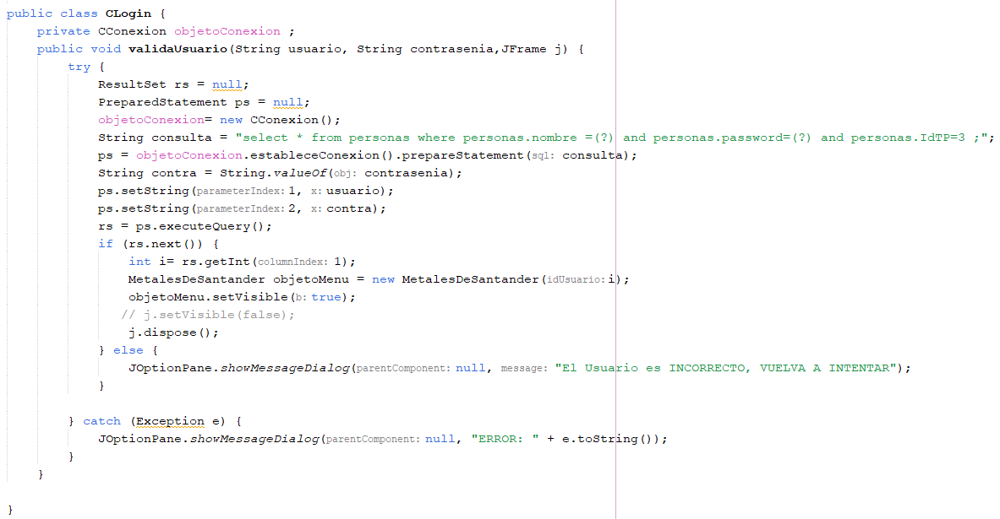 public class CLogin {
    private CConexion objetoConexion ;
    public void validaUsuario(String usuario, String contrasenia,JFrame j) {
        try {
            ResultSet rs = null;
            PreparedStatement ps = null;
            objetoConexion= new CConexion();
            String consulta = "select * from personas where personas.nombre =(?) and personas.password=(?) and personas.IdTP=3 ;";
            ps = objetoConexion.estableceConexion().prepareStatement(sql: consulta);
            String contra = String.valueOf(obj: contrasenia);
            ps.setString(parameterIndex: 1, x: usuario);
            ps.setString(parameterIndex: 2, x: contra);
            rs = ps.executeQuery();
            if (rs.next()) {
                int i= rs.getInt(columnIndex: 1);
                MetalesDeSantander objetoMenu = new MetalesDeSantander(idUsuario: i);
                objetoMenu.setVisible(b: true);
               // j.setVisible(false);
                j.dispose();
            } else {
                JOptionPane.showMessageDialog(parentComponent: null, message: "El Usuario es INCORRECTO, VUELVA A INTENTAR");
            }
        } catch (Exception e) {
            JOptionPane.showMessageDialog(parentComponent: null, "ERROR: " + e.toString());
        }
    }
}